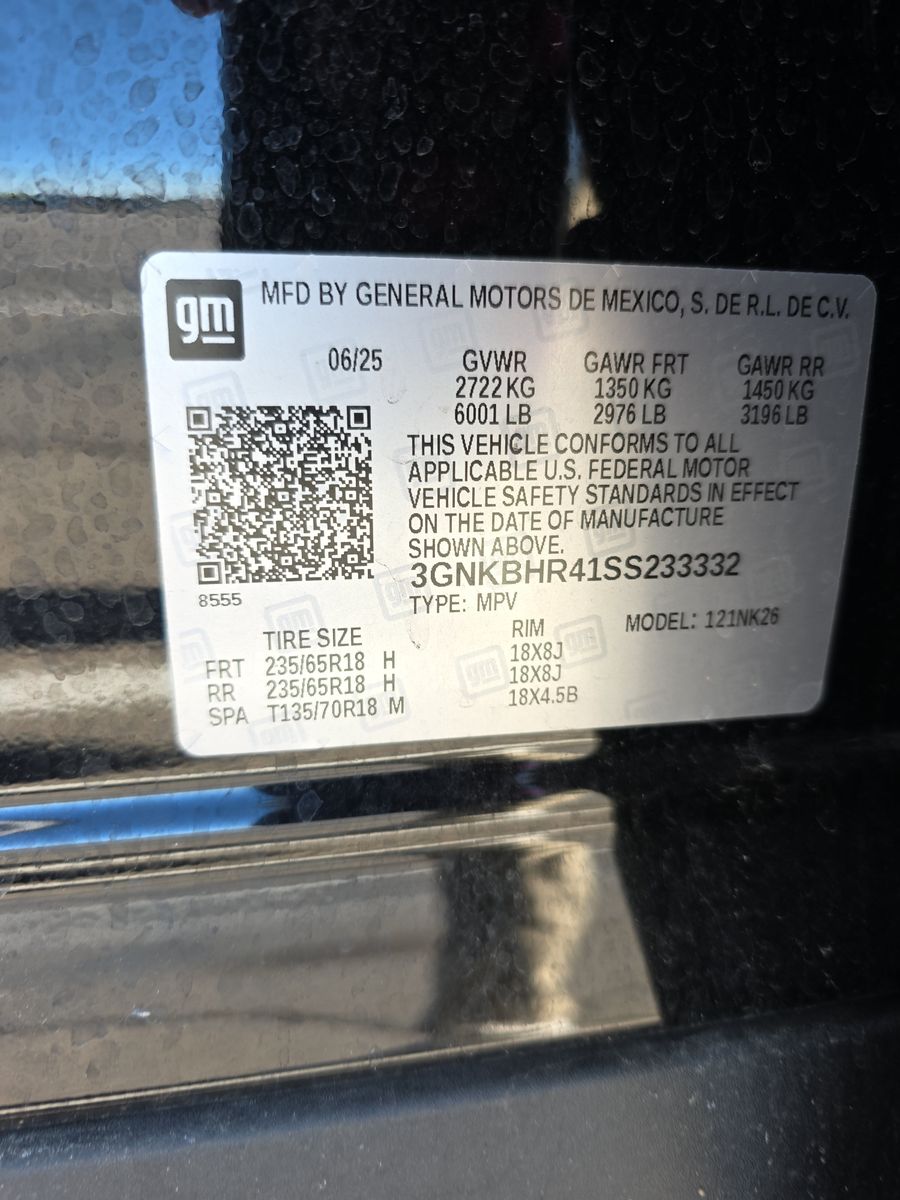 gm
MFD BY GENERAL MOTORS DE MEXICO, S. DE R.L. DE C.V.
06/25 GVWR GAWR FRT GAWR RR
2722 KG 1350 KG 1450 KG
6001 LB 2976 LB 3196 LB
THIS VEHICLE CONFORMS TO ALL
APPLICABLE U.S. FEDERAL MOTOR
VEHICLE SAFETY STANDARDS IN EFFECT
ON THE DATE OF MANUFACTURE
SHOWN ABOVE.
3GNKBHR41SS233332
8555
TYPE: MPV MODEL: 121NK26
TIRE SIZE RIM
FRT 235/65R18 H 18X8J
RR 235/65R18 H 18X8J
SPA T135/70R18 M 18X4.5B